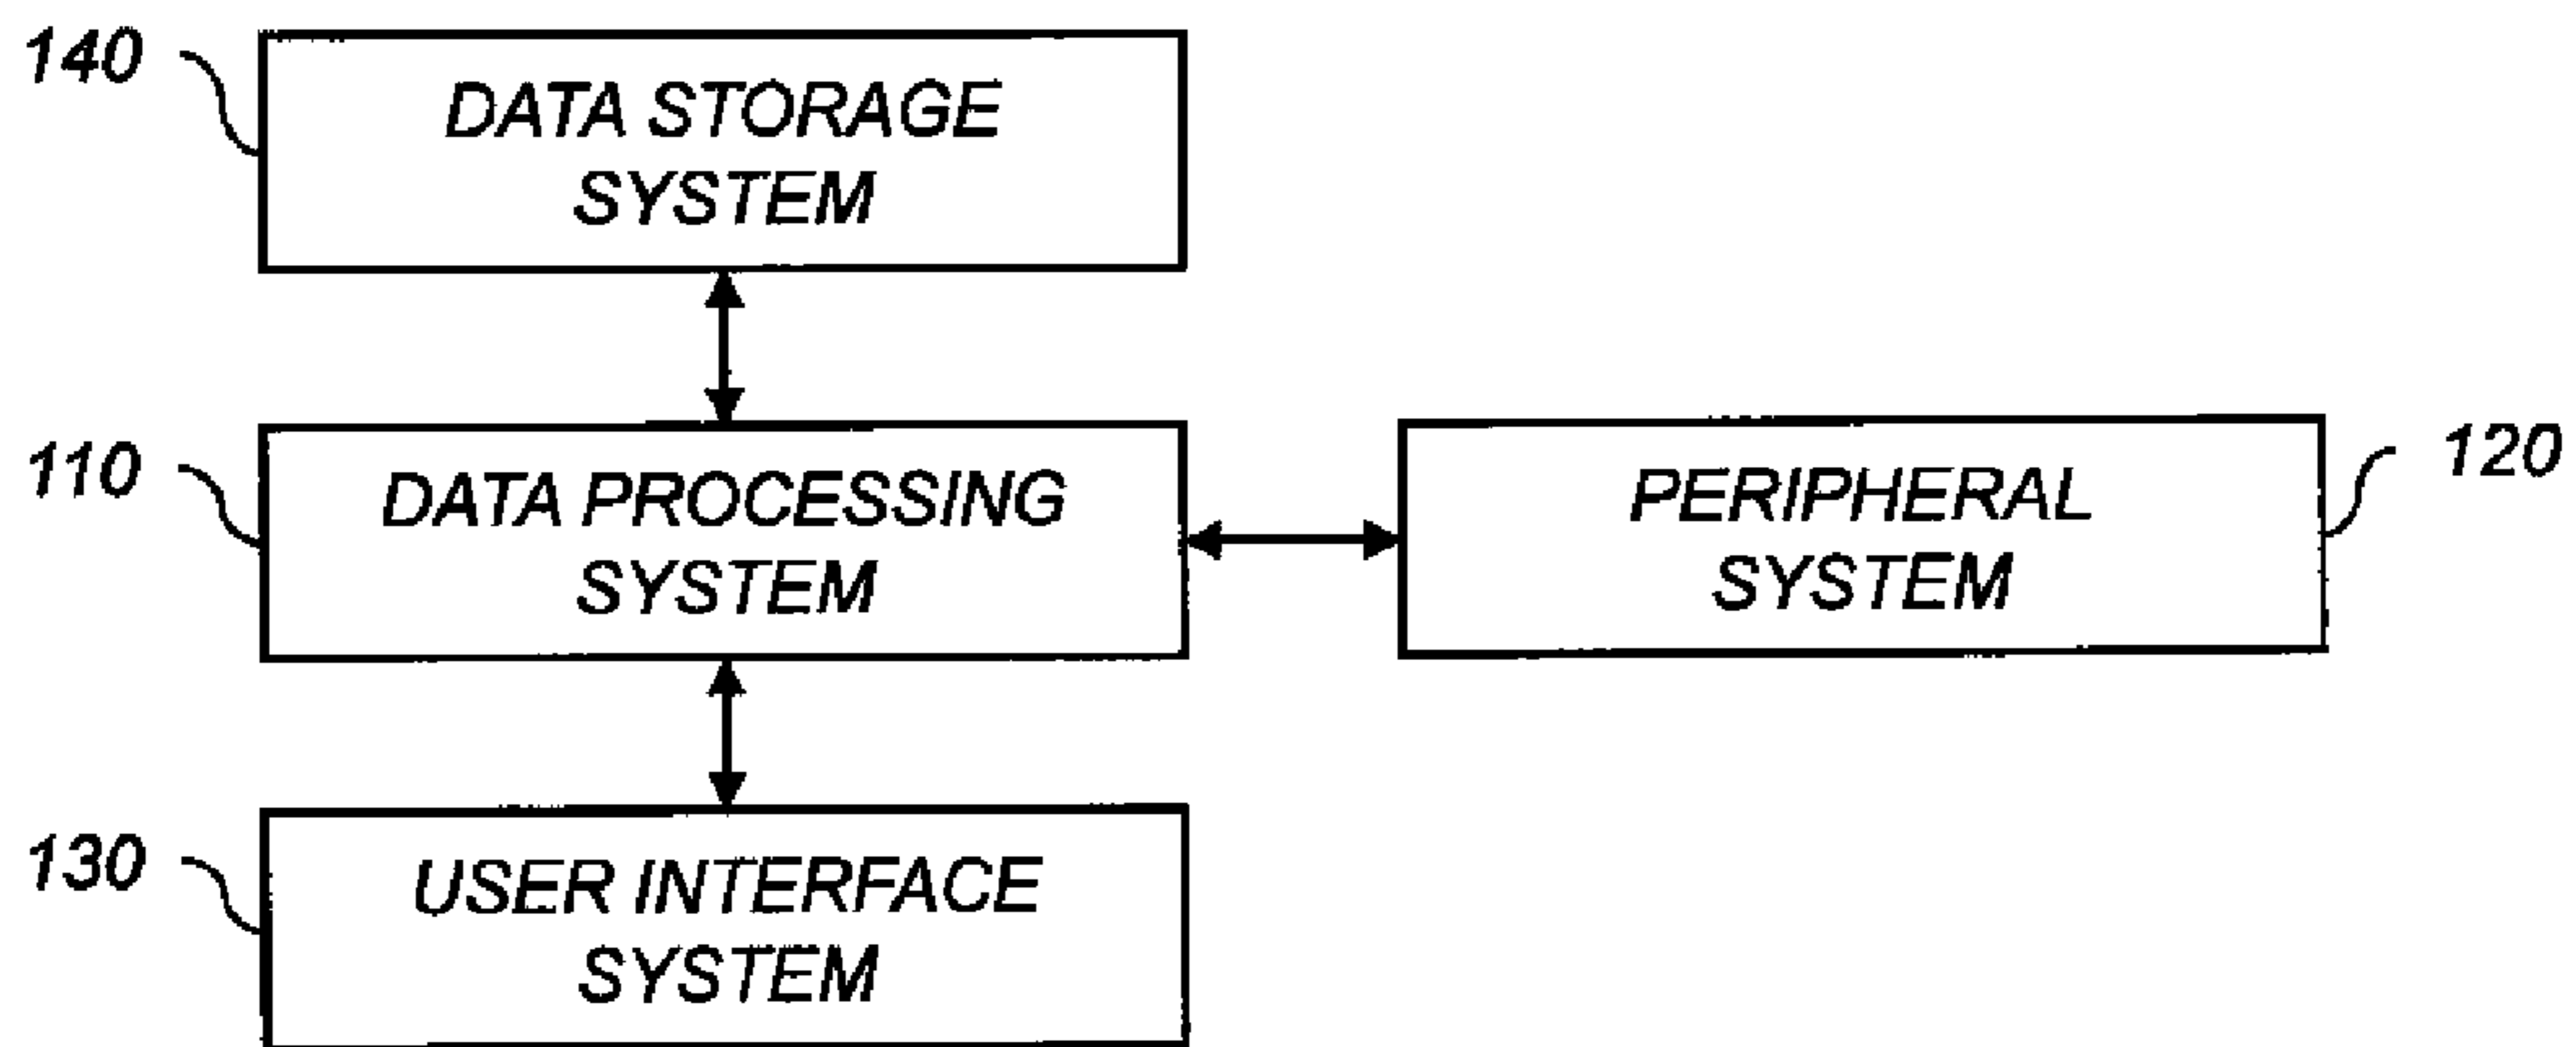 140
DATA STORAGE
SYSTEM
110
DATA PROCESSING
SYSTEM
PERIPHERAL
SYSTEM
120
130
USER INTERFACE
SYSTEM